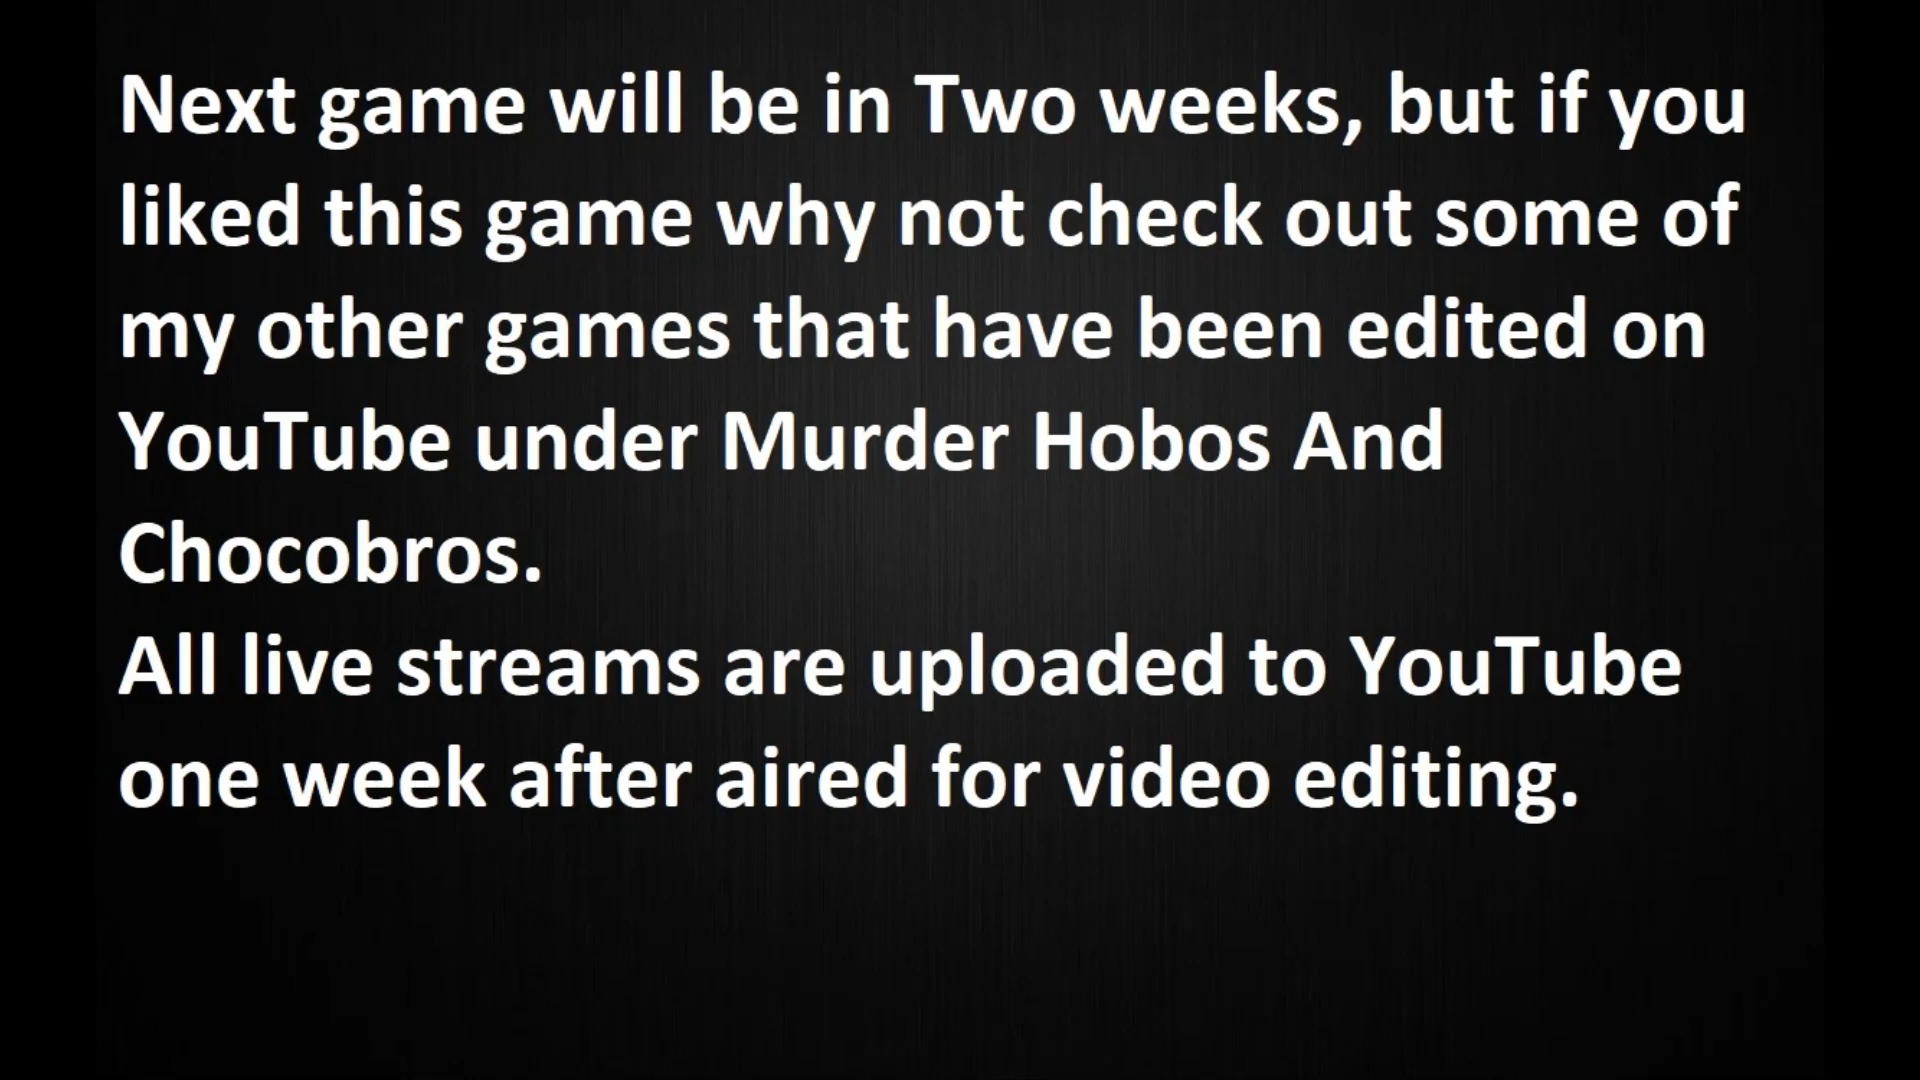 Next game will be in Two weeks, but if you
liked this game why not check out some of
my other games that have been edited on
YouTube under Murder Hobos And
Chocobros.
All live streams are uploaded to YouTube
one week after aired for video editing.